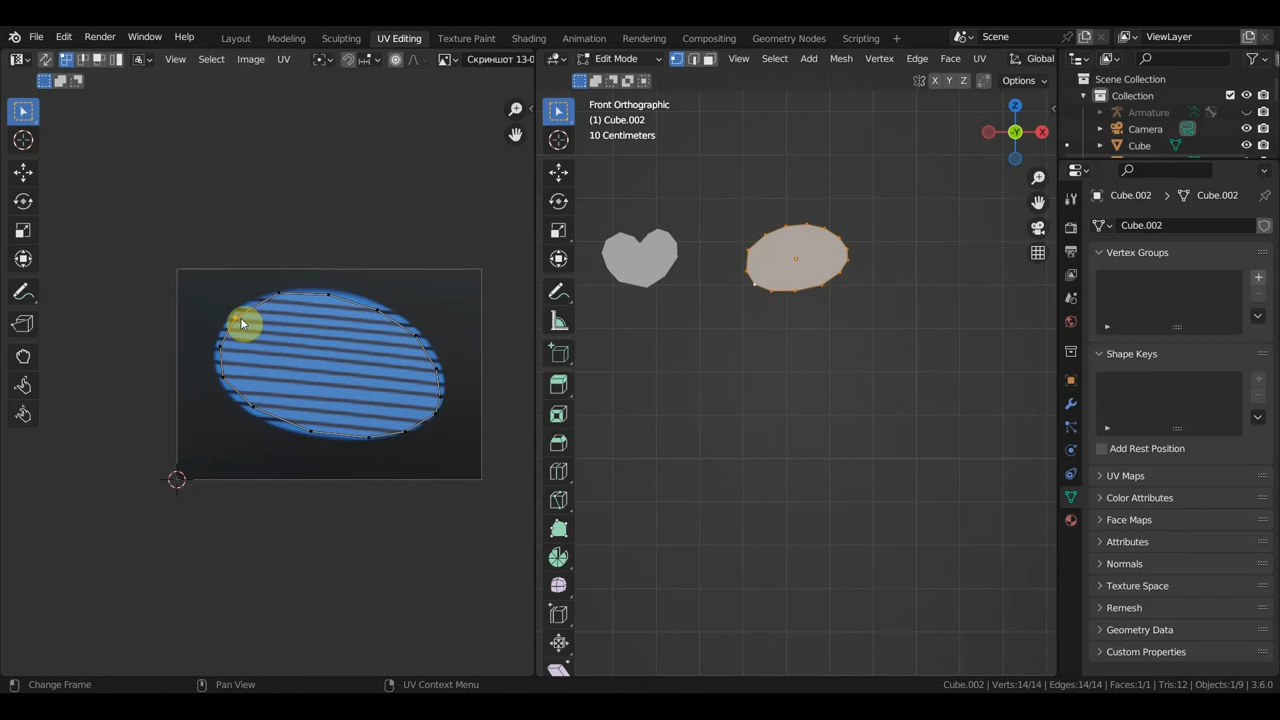 File Edit Render Window Help Layout Modeling Sculpting UV Editing Texture Paint Shading Animation Rendering Compositing Geometry Nodes Scripting + Scene ViewLayer
View Select Image UV Скриншот 13-0 Edit Mode View Select Add Mesh Vertex Edge Face UV Global
X Y Z Options
Scene Collection
Collection
Armature
Camera
Cube
Front Orthographic
(1) Cube.002
10 Centimeters
Z
-Y
X
Cube.002 Cube.002
Cube.002
Vertex Groups
Shape Keys
Add Rest Position
UV Maps
Color Attributes
Face Maps
Attributes
Normals
Texture Space
Remesh
Geometry Data
Custom Properties
Change Frame Pan View UV Context Menu Cube.002 | Verts:14/14 | Edges:14/14 | Faces:1/1 | Tris:12 | Objects:1/9 | 3.6.0